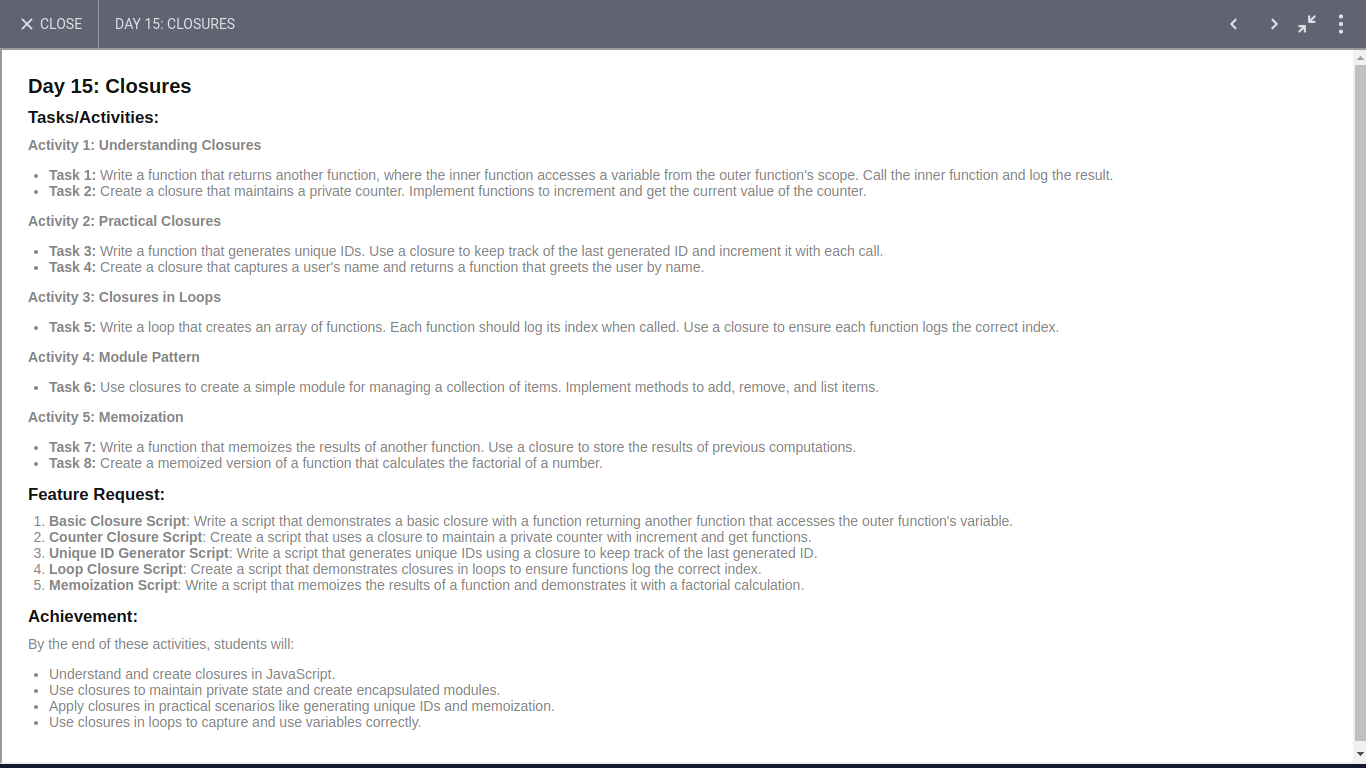 CLOSE
DAY 15: CLOSURES
Day 15: Closures
Tasks/Activities:
Activity 1: Understanding Closures
• Task 1: Write a function that returns another function, where the inner function accesses a variable from the outer function's scope. Call the inner function and log the result.
• Task 2: Create a closure that maintains a private counter. Implement functions to increment and get the current value of the counter.
Activity 2: Practical Closures
• Task 3: Write a function that generates unique IDs. Use a closure to keep track of the last generated ID and increment it with each call.
• Task 4: Create a closure that captures a user's name and returns a function that greets the user by name.
Activity 3: Closures in Loops
• Task 5: Write a loop that creates an array of functions. Each function should log its index when called. Use a closure to ensure each function logs the correct index.
Activity 4: Module Pattern
• Task 6: Use closures to create a simple module for managing a collection of items. Implement methods to add, remove, and list items.
Activity 5: Memoization
• Task 7: Write a function that memoizes the results of another function. Use a closure to store the results of previous computations.
• Task 8: Create a memoized version of a function that calculates the factorial of a number.
Feature Request:
1. Basic Closure Script: Write a script that demonstrates a basic closure with a function returning another function that accesses the outer function's variable.
2. Counter Closure Script: Create a script that uses a closure to maintain a private counter with increment and get functions.
3. Unique ID Generator Script: Write a script that generates unique IDs using a closure to keep track of the last generated ID.
4. Loop Closure Script: Create a script that demonstrates closures in loops to ensure functions log the correct index.
5. Memoization Script: Write a script that memoizes the results of a function and demonstrates it with a factorial calculation.
Achievement:
By the end of these activities, students will:
• Understand and create closures in JavaScript.
• Use closures to maintain private state and create encapsulated modules.
• Apply closures in practical scenarios like generating unique IDs and memoization.
• Use closures in loops to capture and use variables correctly.